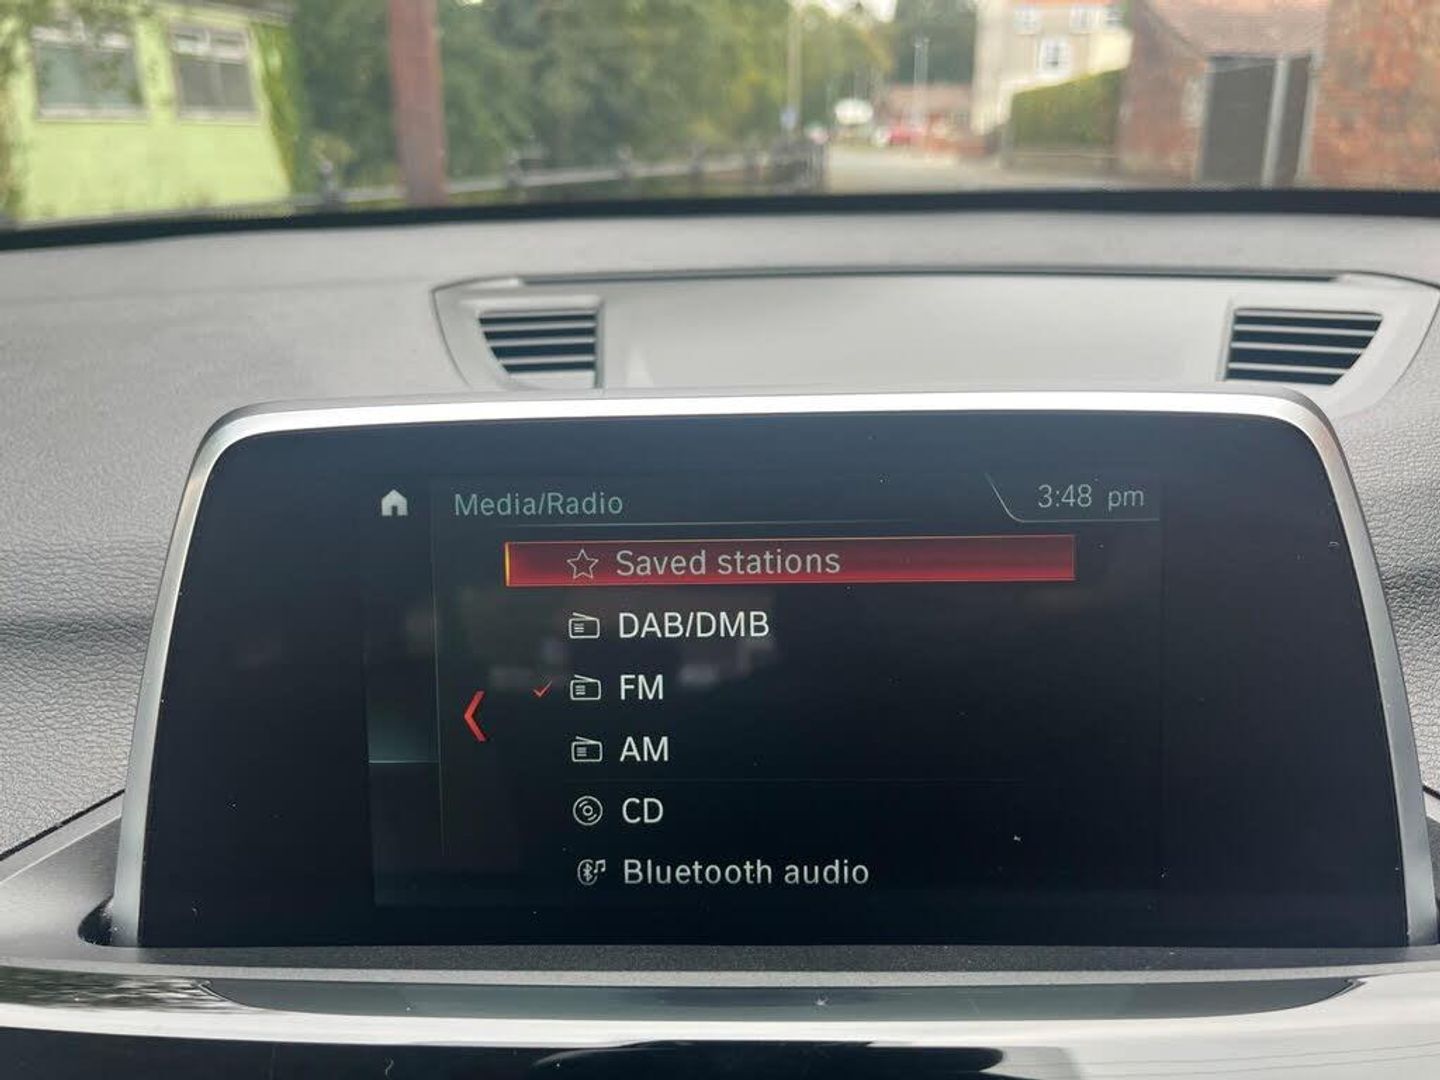 Media/Radio
3:48 pm
Saved stations
DAB/DMB
FM
AM
CD
Bluetooth audio